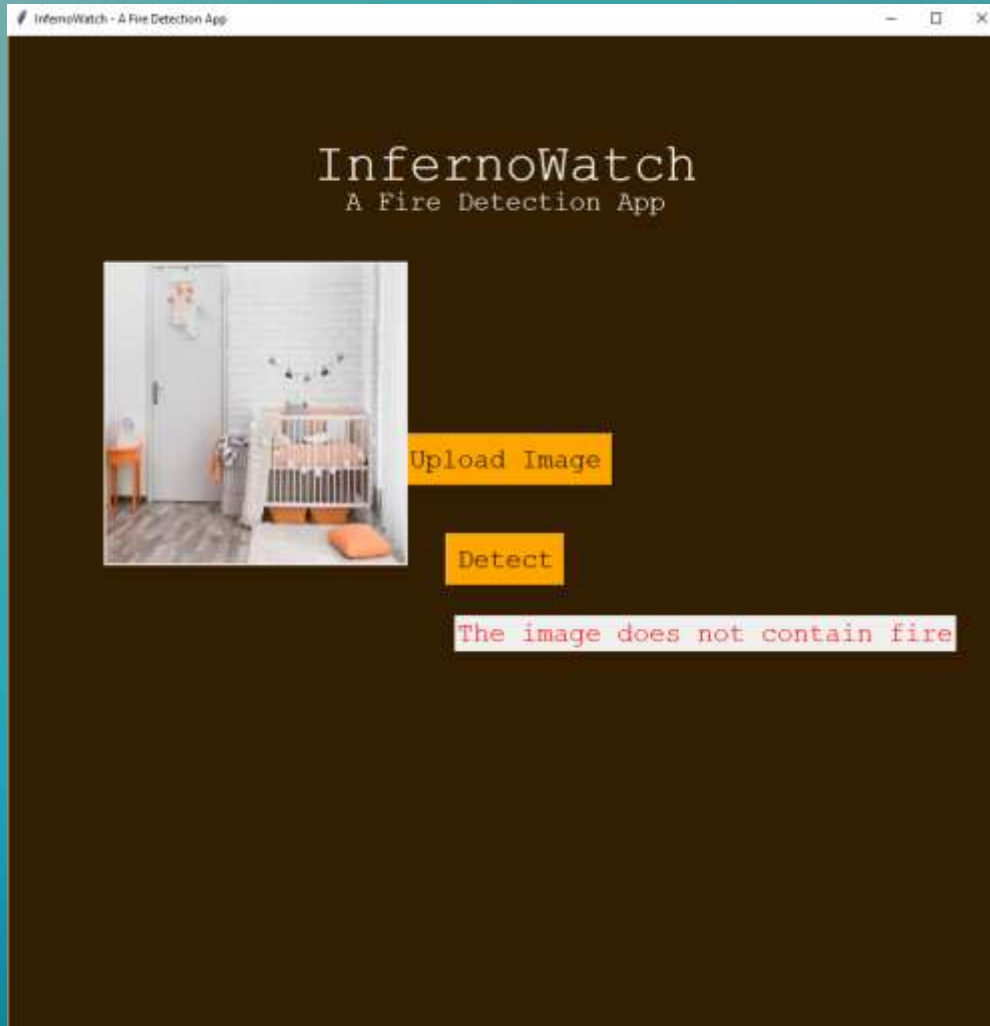 InfernoWatch - A Fire Detection App
InfernoWatch
A Fire Detection App
Upload Image
Detect
The image does not contain fire